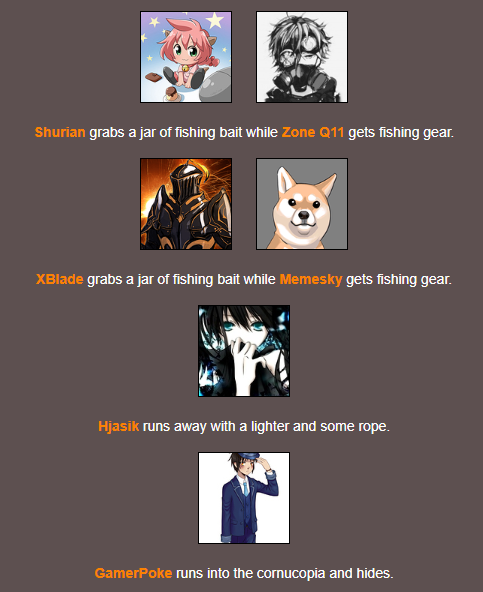 Shurian grabs a jar of fishing bait while Zone Q11 gets fishing gear.
XBlade grabs a jar of fishing bait while Memesky gets fishing gear.
Hjasik runs away with a lighter and some rope.
GamerPoke runs into the cornucopia and hides.